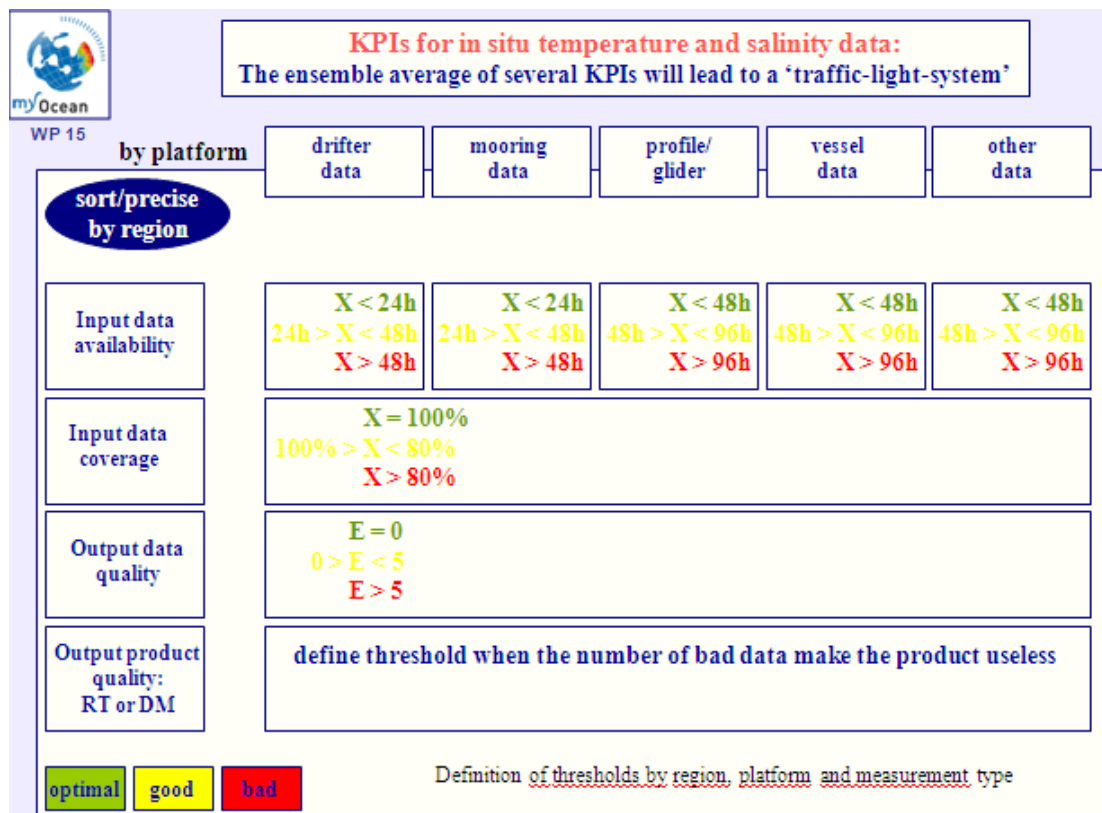 KPIs for in situ temperature and salinity data:
The ensemble average of several KPIs will lead to a ‘traffic-light-system’
myOcean
WP 15
by platform
drifter
data
mooring
data
profile/
glider
vessel
data
other
data
sort/precise
by region
Input data
availability
X < 24h
24h > X < 48h
X > 48h
X < 24h
24h > X < 48h
X > 48h
X < 48h
48h > X < 96h
X > 96h
X < 48h
48h > X < 96h
X > 96h
X < 48h
48h > X < 96h
X > 96h
Input data
coverage
X = 100%
100% > X < 80%
X > 80%
Output data
quality
E = 0
0 > E < 5
E > 5
Output product
quality:
RT or DM
define threshold when the number of bad data make the product useless
optimal
good
bad
Definition of thresholds by region, platform and measurement type